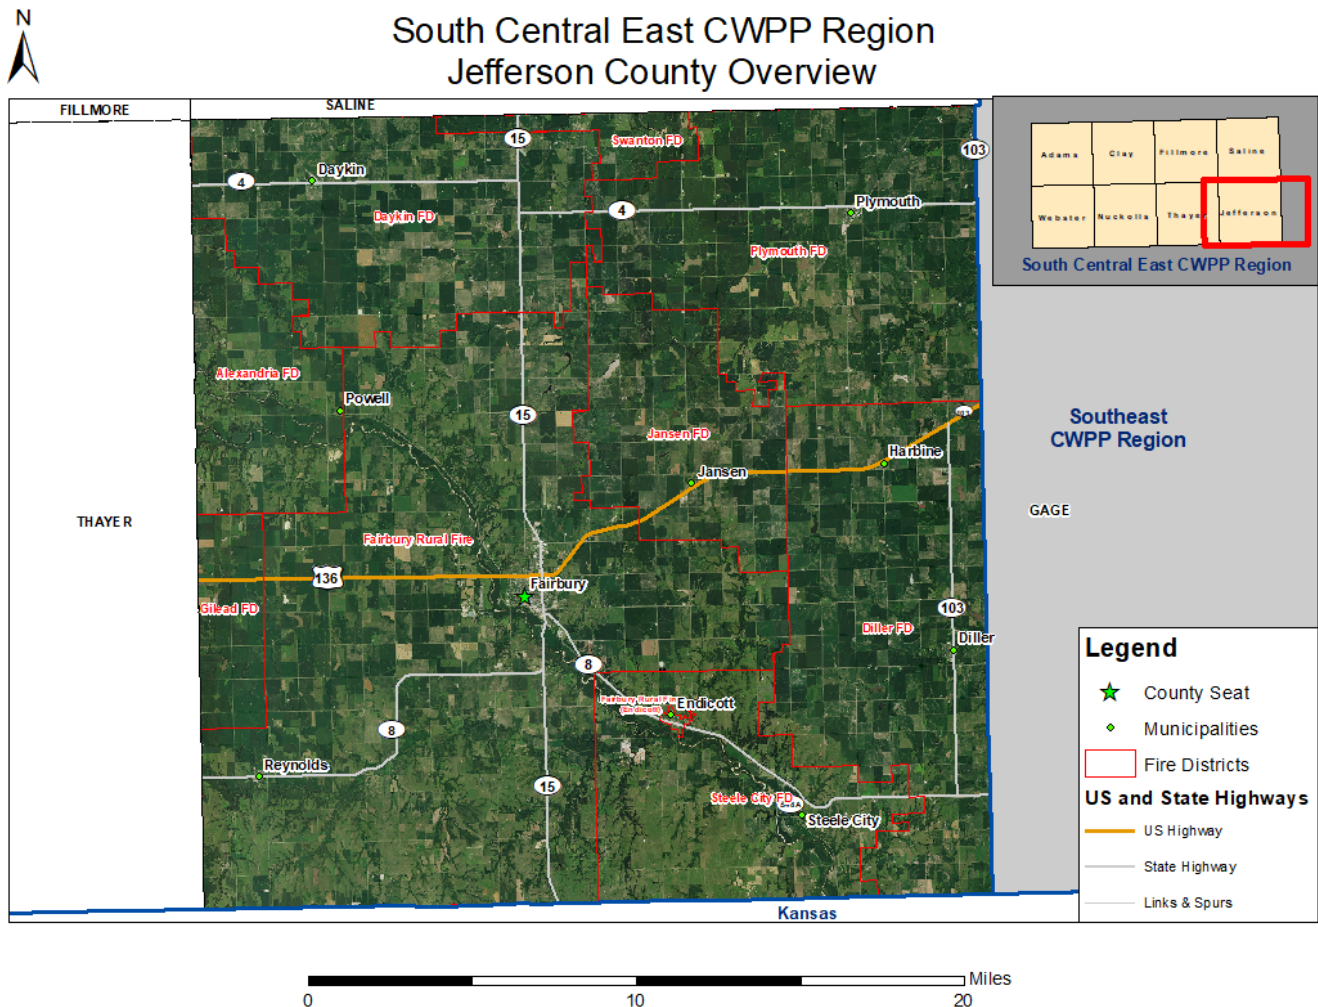 N
South Central East CWPP Region
Jefferson County Overview
FILLMORE
SALINE
15
Swanton FD
103
Daykin
4
4
Plymouth
Daykin FD
Plymouth FD
Adams
Clay
Fillmore
Saline
Webster
Nuckolls
Thayer
Jefferson
South Central East CWPP Region
Alexandria FD
Powell
15
Jansen FD
Harbine
Jansen
Southeast
CWPP Region
THAYER
GAGE
Fairbury Rural Fire
136
Fairbury
Gilead FD
103
Diller FD
Diller
8
Fairbury Rural Fire
(Endicott)
Endicott
8
Reynolds
15
Steele City FD
Steele City
Kansas
Legend
County Seat
Municipalities
Fire Districts
US and State Highways
US Highway
State Highway
Links & Spurs
Miles
0
10
20